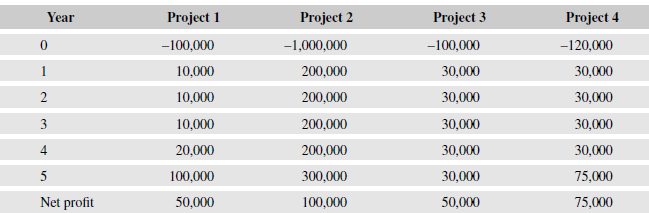 Year Project 1 Project 2 Project 3 Project 4
0 –100,000 –1,000,000 –100,000 –120,000
1 10,000 200,000 30,000 30,000
2 10,000 200,000 30,000 30,000
3 10,000 200,000 30,000 30,000
4 20,000 200,000 30,000 30,000
5 100,000 300,000 30,000 75,000
Net profit 50,000 100,000 50,000 75,000